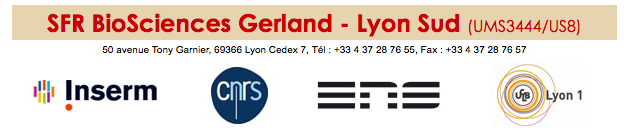 SFR BioSciences Gerland - Lyon Sud (UMS3444/US8)
50 avenue Tony Garnier, 69366 Lyon Cedex 7, Tél : +33 4 37 28 76 55, Fax : +33 4 37 28 76 57
Inserm
cnrs
ENS
UCB Lyon 1